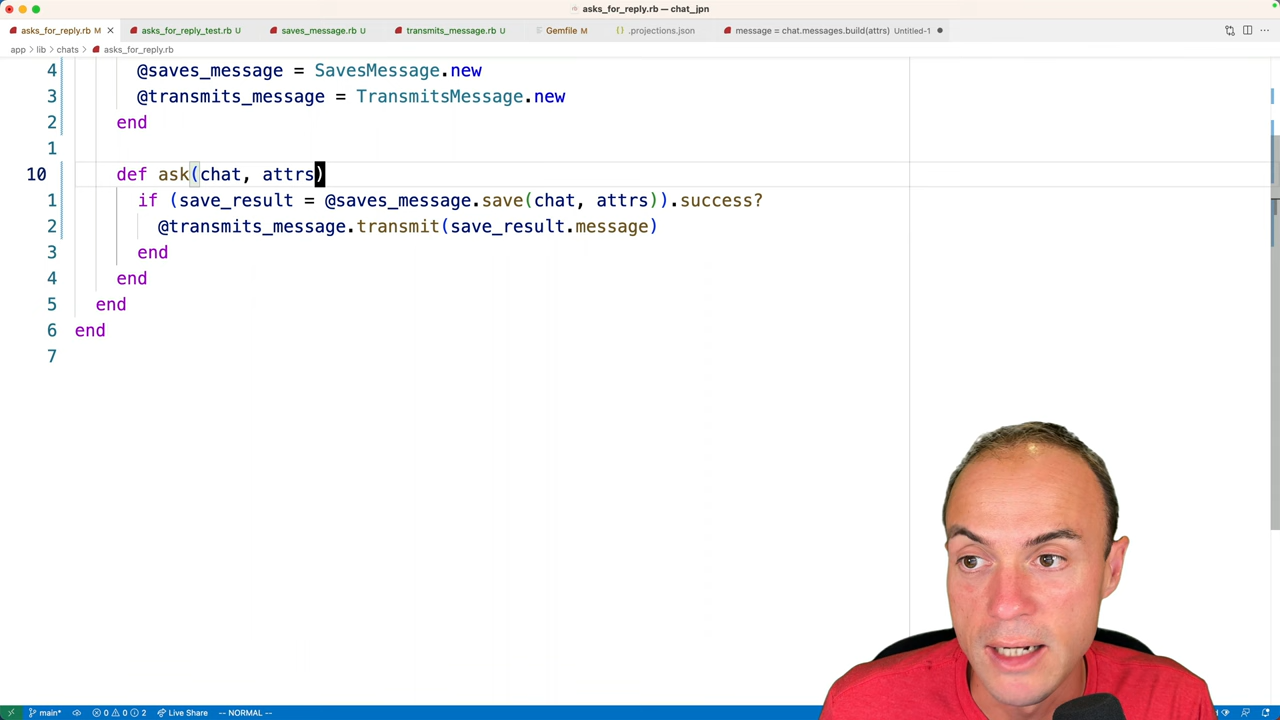 asks_for_reply.rb — chat_jpn
asks_for_reply.rb M
asks_for_reply_test.rb U
saves_message.rb U
transmits_message.rb U
Gemfile M
{} .projections.json
message = chat.messages.build(attrs) Untitled-1
app › lib › chats › asks_for_reply.rb
4 @saves_message = SavesMessage.new
3 @transmits_message = TransmitsMessage.new
2 end
1
10 def ask(chat, attrs)
1 if (save_result = @saves_message.save(chat, attrs)).success?
2 @transmits_message.transmit(save_result.message)
3 end
4 end
5 end
6 end
7
main* 0 0 2 Live Share -- NORMAL --